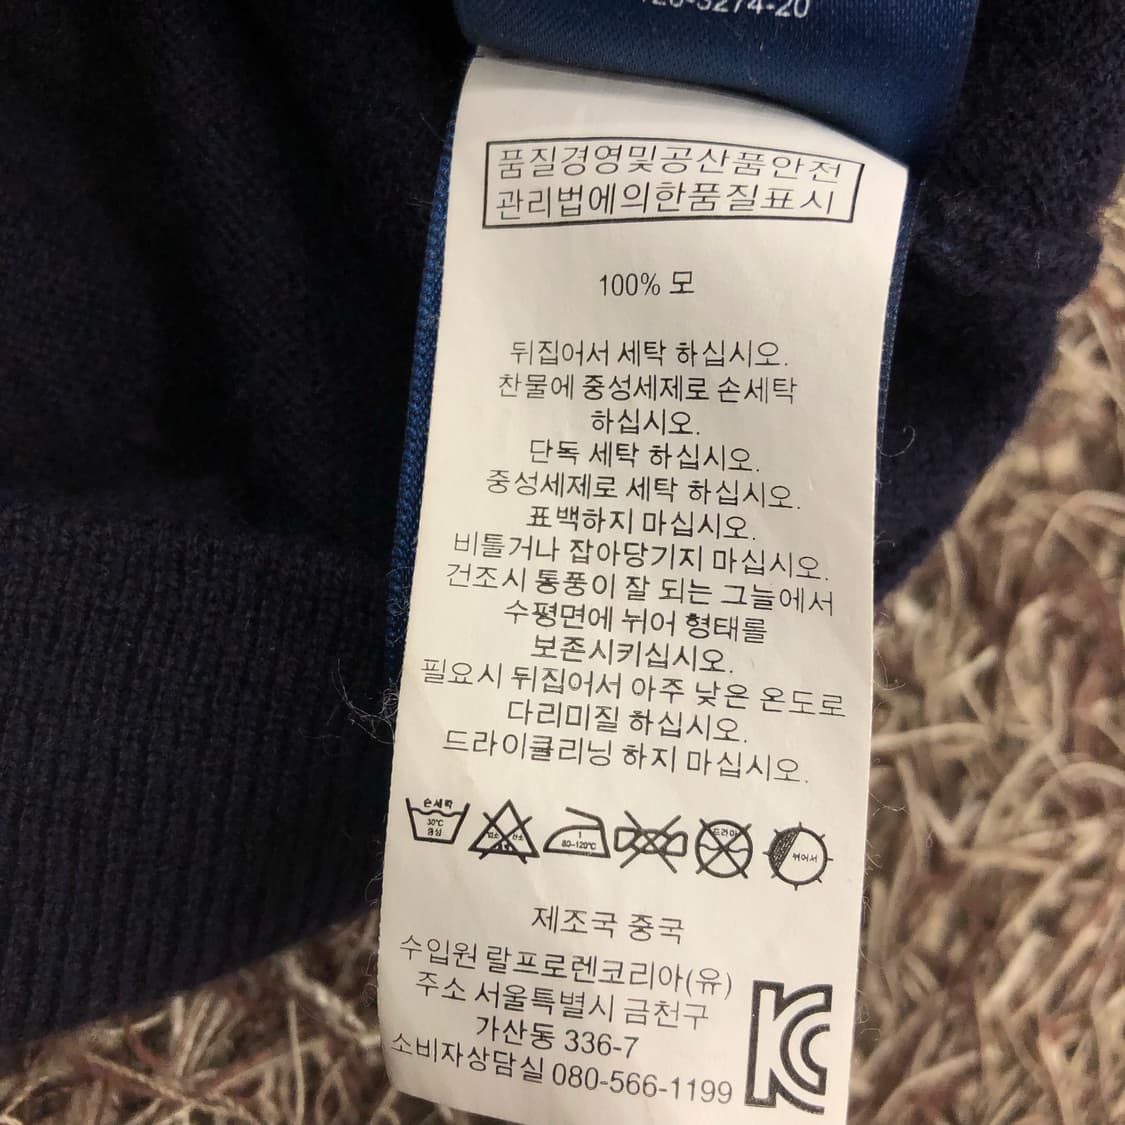 품질경영및공산품안전
관리법에의한품질표시
100% 모
뒤집어서 세탁 하십시오.
찬물에 중성세제로 손세탁
하십시오.
단독 세탁 하십시오.
중성세제로 세탁 하십시오.
표백하지 마십시오.
비틀거나 잡아당기지 마십시오.
건조시 통풍이 잘 되는 그늘에서
수평면에 뉘어 형태를
보존시키십시오.
필요시 뒤집어서 아주 낮은 온도로
다리미질 하십시오.
드라이클리닝 하지 마십시오.
손세탁
30℃
중성
1
80-120℃
드라이
뉘어서
제조국 중국
수입원 랄프로렌코리아(유)
주소 서울특별시 금천구
가산동 336-7
소비자상담실 080-566-1199
KC